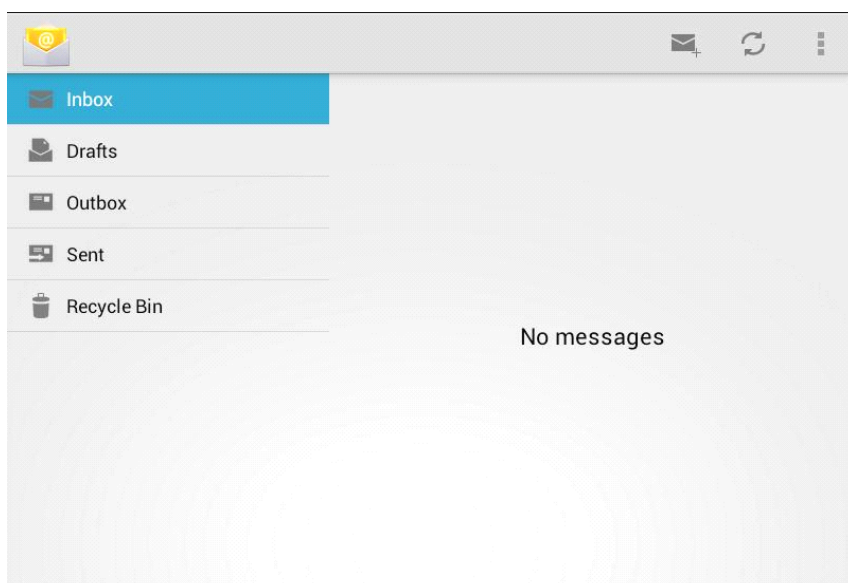 Inbox
Drafts
Outbox
Sent
Recycle Bin
No messages